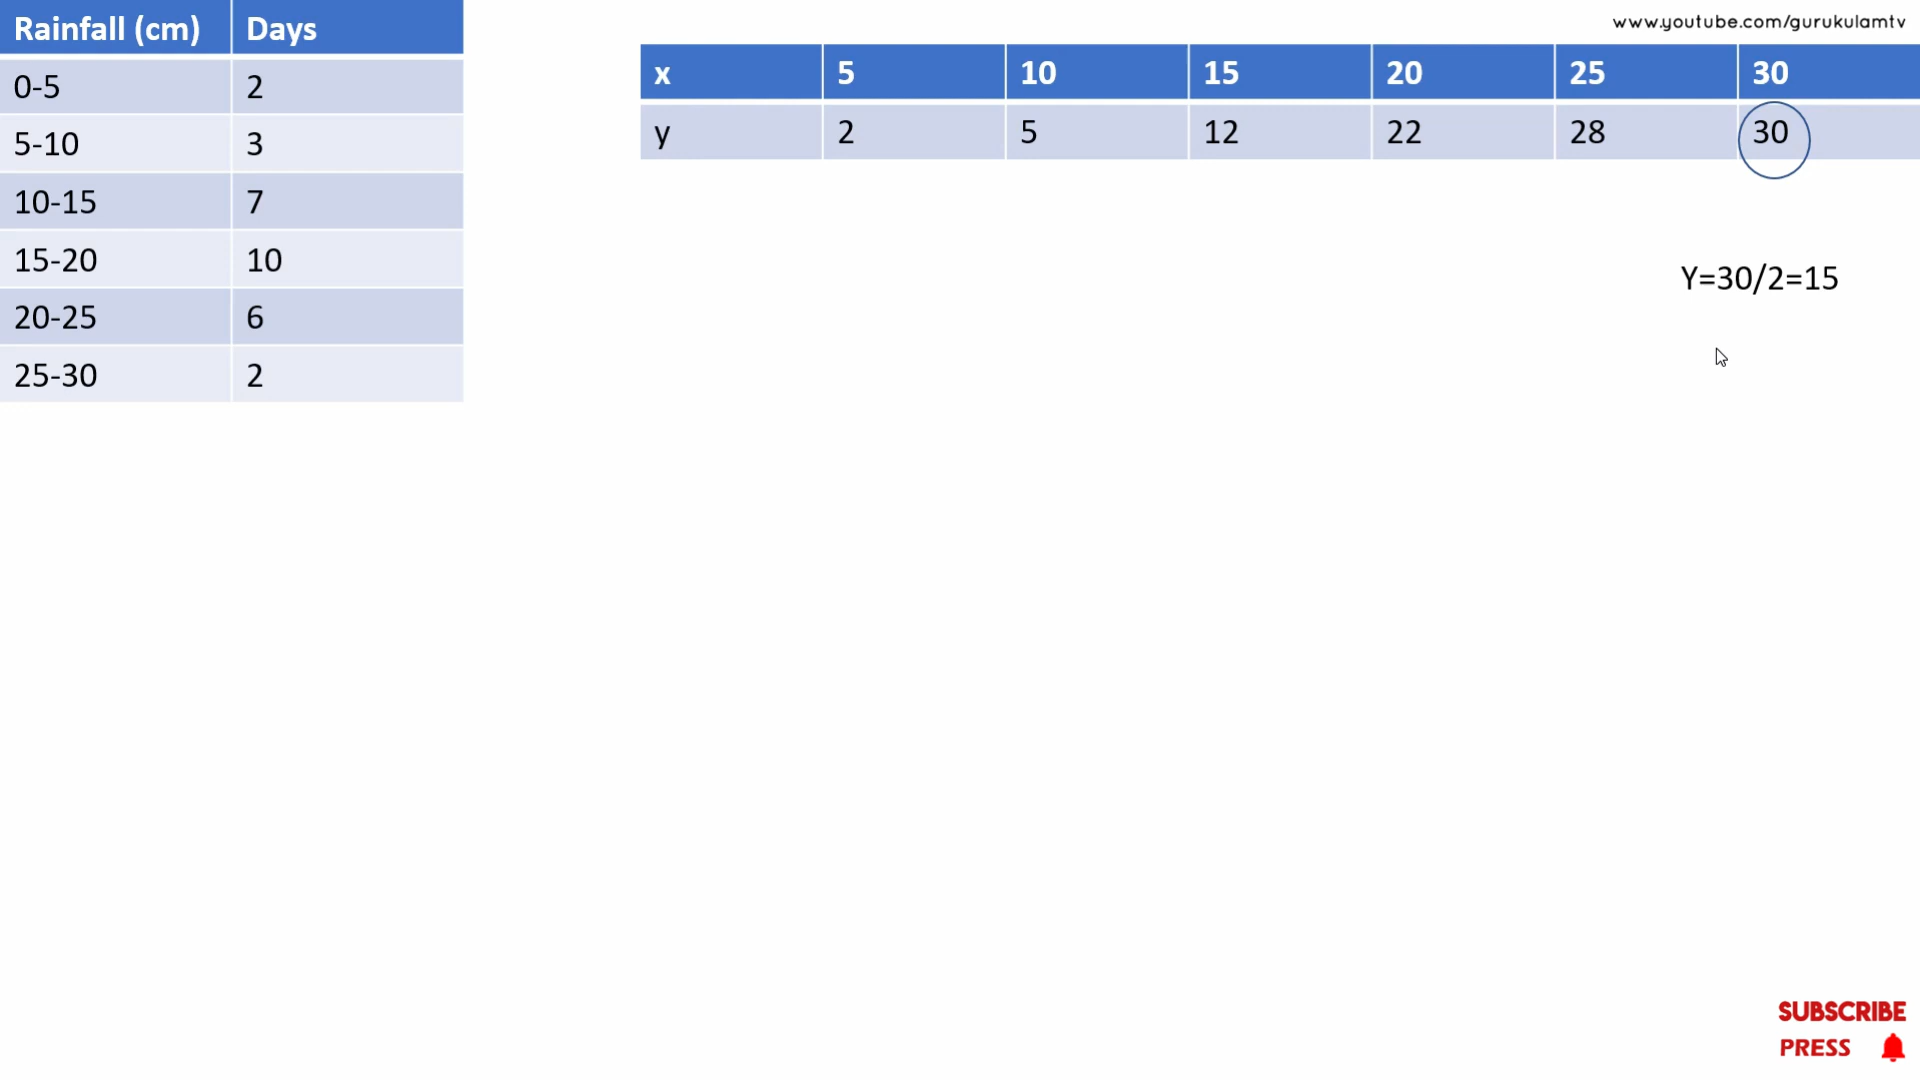 www.youtube.com/gurukulamtv
Rainfall (cm) Days
0-5 2
5-10 3
10-15 7
15-20 10
20-25 6
25-30 2
x 5 10 15 20 25 30
y 2 5 12 22 28 30
Y=30/2=15
SUBSCRIBE
PRESS